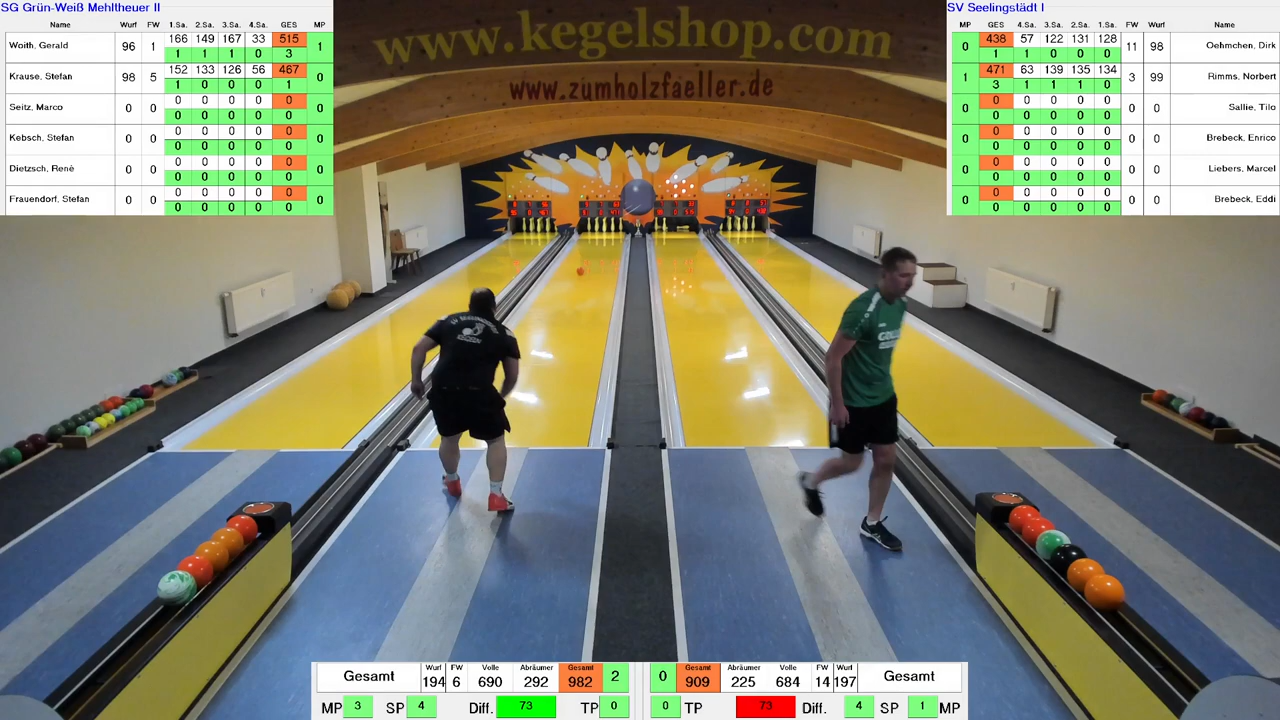 SG Grün-Weiß Mehltheuer II
Name Wurf FW 1.Sa. 2.Sa. 3.Sa. 4.Sa. GES MP
Woith, Gerald 96 1 166 149 167 33 515 1
1 1 1 0 3
Krause, Stefan 98 5 152 133 126 56 467 0
1 0 0 0 1
Seitz, Marco 0 0 0 0 0 0 0 0
0 0 0 0 0
Kebsch, Stefan 0 0 0 0 0 0 0 0
0 0 0 0 0
Dietzsch, Renè 0 0 0 0 0 0 0 0
0 0 0 0 0
Frauendorf, Stefan 0 0 0 0 0 0 0 0
0 0 0 0 0
www.kegelshop.com
www.zumholzfaeller.de
SV Seelingstädt I
MP GES 4.Sa. 3.Sa. 2.Sa. 1.Sa. FW Wurf Name
0 438 57 122 131 128 11 98 Oehmchen, Dirk
1 1 0 0 0
1 471 63 139 135 134 3 99 Rimms, Norbert
3 1 1 1 0
0 0 0 0 0 0 0 0 Sallie, Tilo
0 0 0 0 0
0 0 0 0 0 0 0 0 Brebeck, Enrico
0 0 0 0 0
0 0 0 0 0 0 0 0 Liebers, Marcel
0 0 0 0 0
0 0 0 0 0 0 0 0 Brebeck, Eddi
0 0 0 0 0
Gesamt Wurf 194 FW 6 Volle 690 Abräumer 292 Gesamt 982 2
MP 3 SP 4 Diff. 73 TP 0
0 Gesamt 909 Abräumer 225 Volle 684 FW 14 Wurf 197 Gesamt
0 TP 73 Diff. 4 SP 1 MP